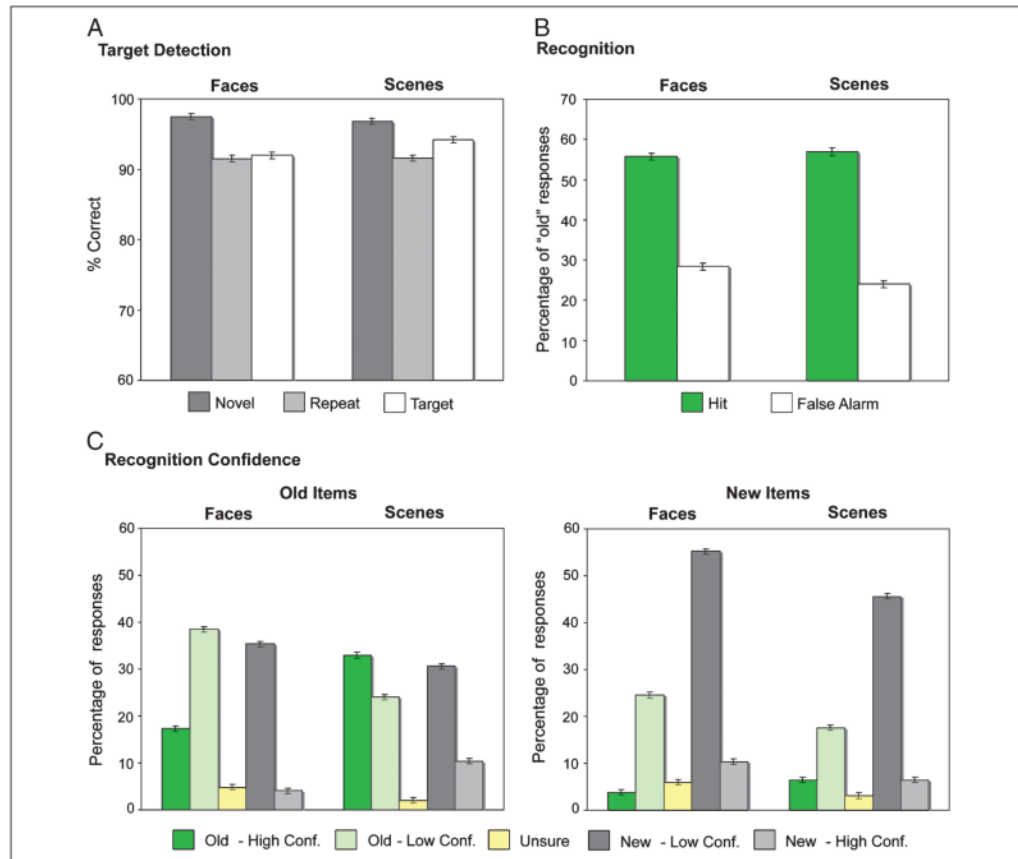 A
Target Detection
Faces Scenes
100
90
80
70
60
% Correct
Novel Repeat Target
B
Recognition
Faces Scenes
70
60
50
40
30
20
10
0
Percentage of "old" responses
Hit False Alarm
C
Recognition Confidence
Old Items
Faces Scenes
60
50
40
30
20
10
0
Percentage of responses
New Items
Faces Scenes
60
50
40
30
20
10
0
Percentage of responses
Old - High Conf. Old - Low Conf. Unsure New - Low Conf. New - High Conf.